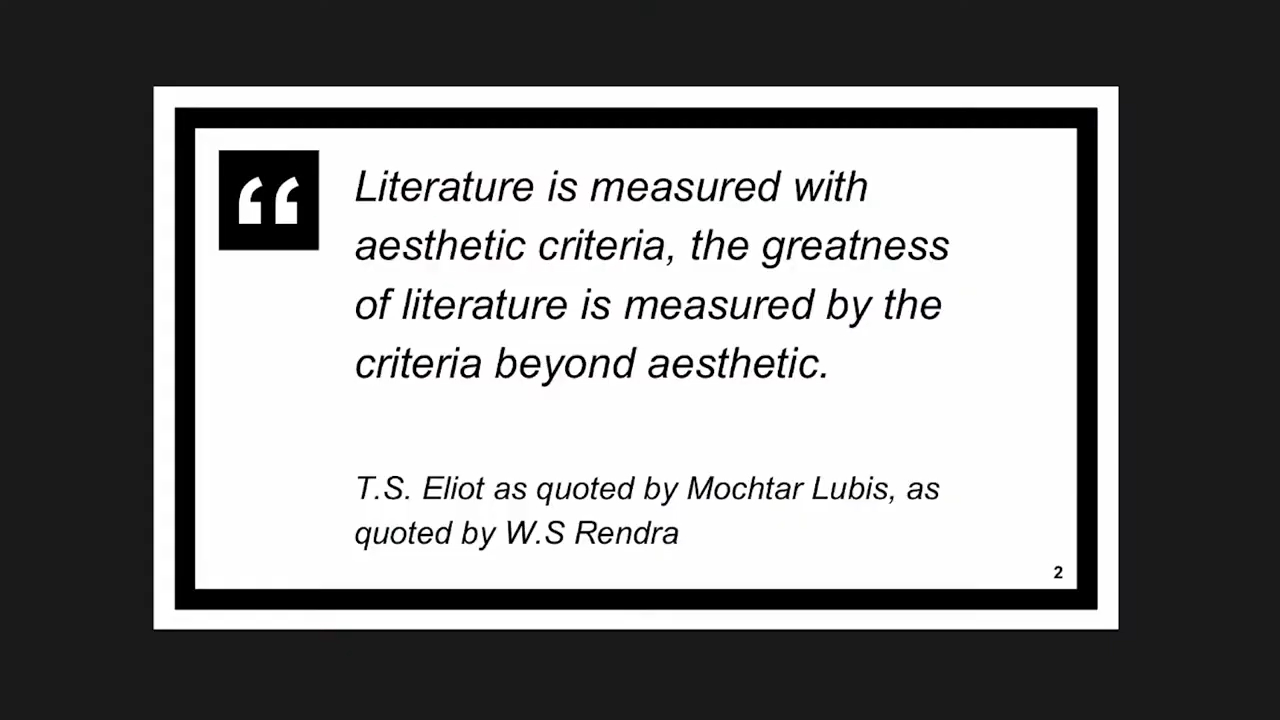 “
Literature is measured with
aesthetic criteria, the greatness
of literature is measured by the
criteria beyond aesthetic.
T.S. Eliot as quoted by Mochtar Lubis, as
quoted by W.S Rendra
2